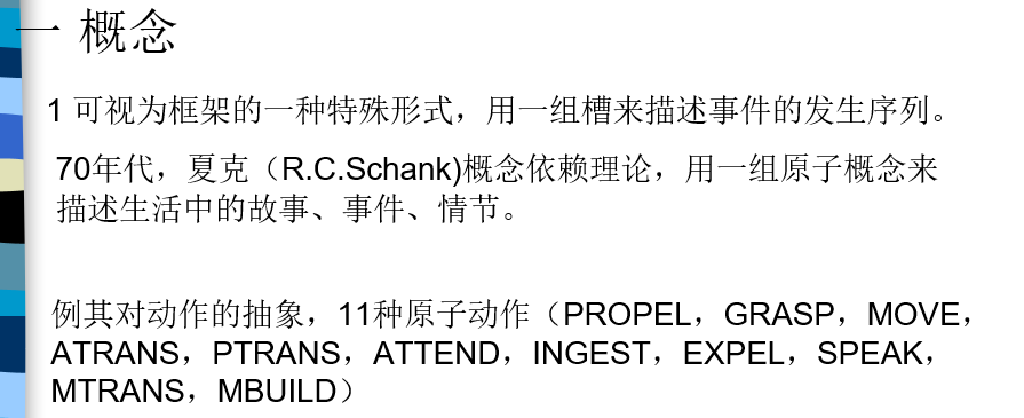 一 概念
1 可视为框架的一种特殊形式，用一组槽来描述事件的发生序列。
70年代，夏克（R.C.Schank)概念依赖理论，用一组原子概念来
描述生活中的故事、事件、情节。
例其对动作的抽象，11种原子动作（PROPEL，GRASP，MOVE，
ATRANS，PTRANS，ATTEND，INGEST，EXPEL，SPEAK，
MTRANS，MBUILD）